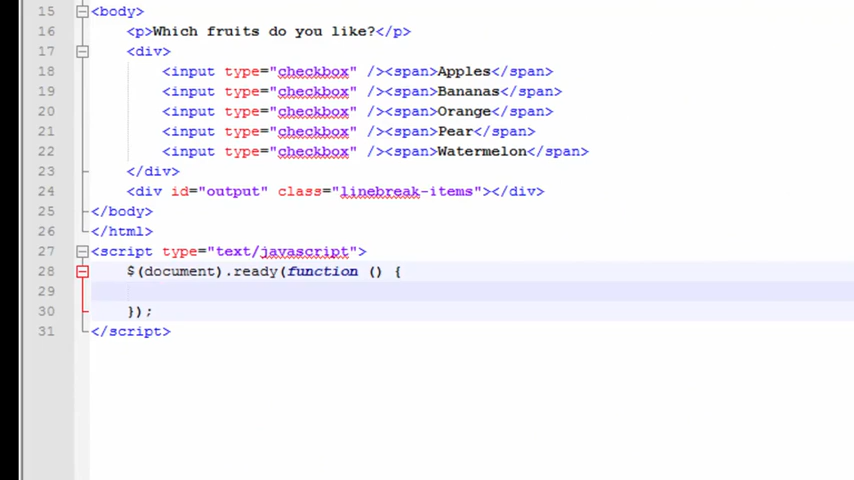 15 <body>
16 <p>Which fruits do you like?</p>
17 <div>
18 <input type="checkbox" /><span>Apples</span>
19 <input type="checkbox" /><span>Bananas</span>
20 <input type="checkbox" /><span>Orange</span>
21 <input type="checkbox" /><span>Pear</span>
22 <input type="checkbox" /><span>Watermelon</span>
23 </div>
24 <div id="output" class="linebreak-items"></div>
25 </body>
26 </html>
27 <script type="text/javascript">
28 $(document).ready(function () {
29
30 });
31 </script>